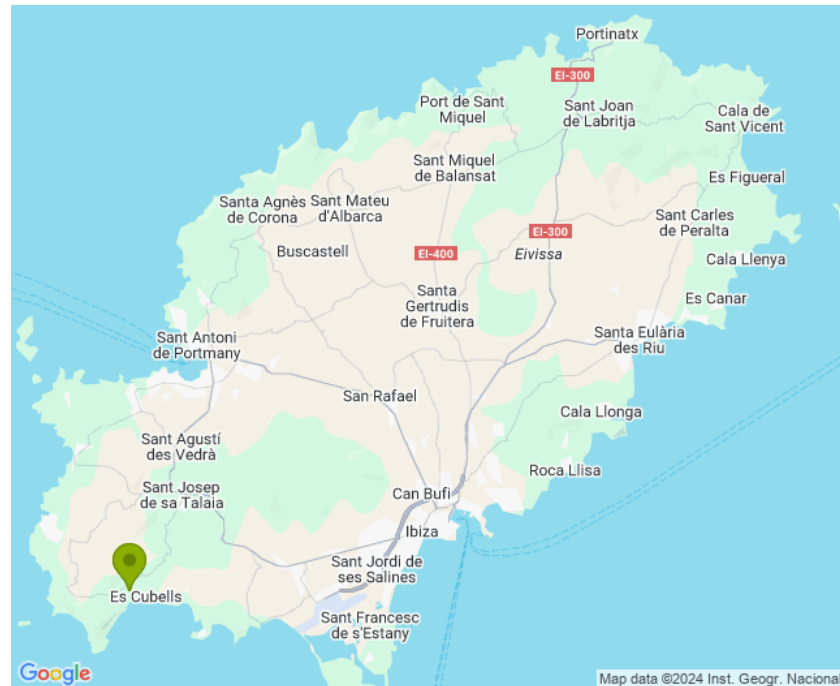 Portinatx
EI-300
Port de Sant
Miquel
Sant Joan
de Labritja
Cala de
Sant Vicent
Sant Miquel
de Balansat
Es Figueral
Santa Agnès
de Corona
Sant Mateu
d'Albarca
Sant Carles
de Peralta
EI-300
Buscastell
EI-400
Eivissa
Cala Llenya
Santa
Gertrudis
de Fruitera
Es Canar
Sant Antoni
de Portmany
Santa Eulària
des Riu
San Rafael
Cala Llonga
Sant Agustí
des Vedrà
Roca Llisa
Sant Josep
de sa Talaia
Can Bufi
Ibiza
Sant Jordi de
ses Salines
Es Cubells
Sant Francesc
de s'Estany
Google
Map data ©2024 Inst. Geogr. Nacional